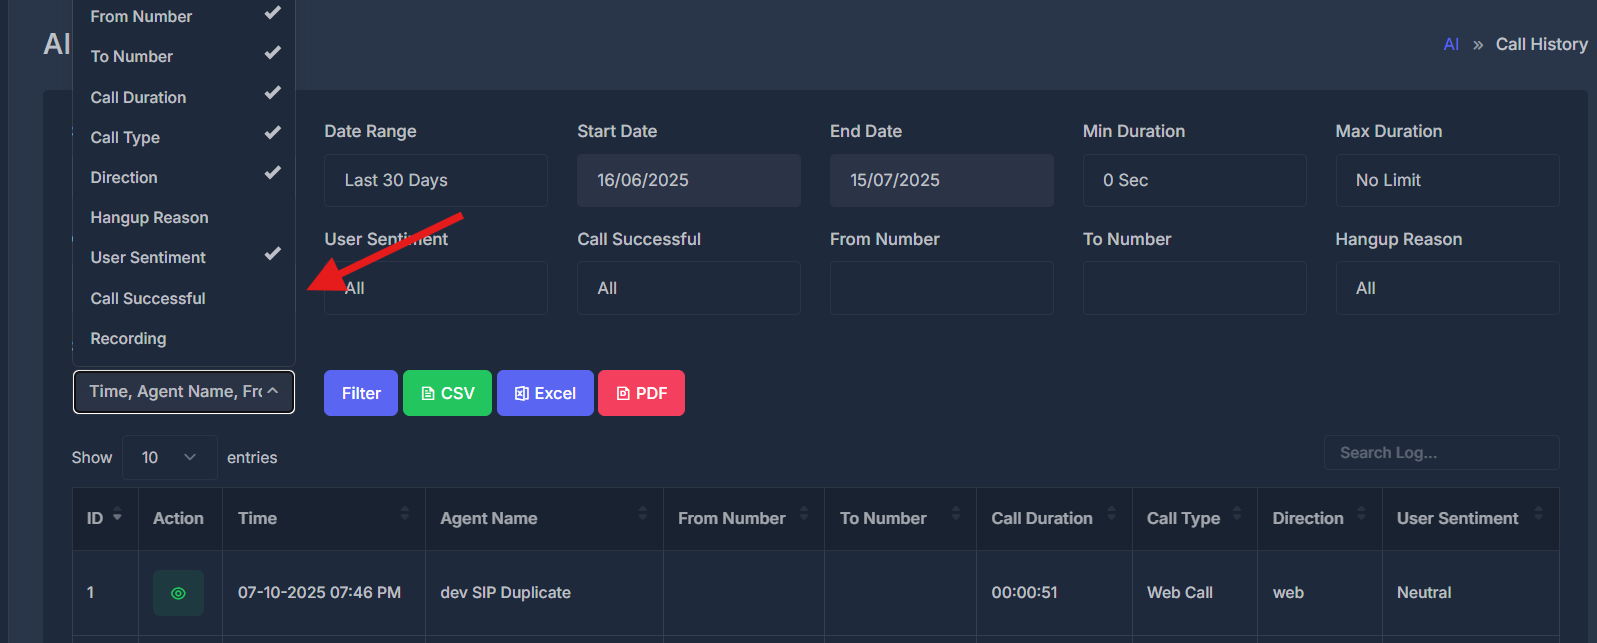 From Number
To Number
Call Duration
Call Type
Direction
Hangup Reason
User Sentiment
Call Successful
Recording
Time, Agent Name, Fr
AI
AI » Call History
Date Range
Start Date
End Date
Min Duration
Max Duration
Last 30 Days
16/06/2025
15/07/2025
0 Sec
No Limit
User Sentiment
Call Successful
From Number
To Number
Hangup Reason
All
All
All
Filter
CSV
Excel
PDF
Show 10 entries
Search Log...
ID Action Time Agent Name From Number To Number Call Duration Call Type Direction User Sentiment
1 07-10-2025 07:46 PM dev SIP Duplicate 00:00:51 Web Call web Neutral